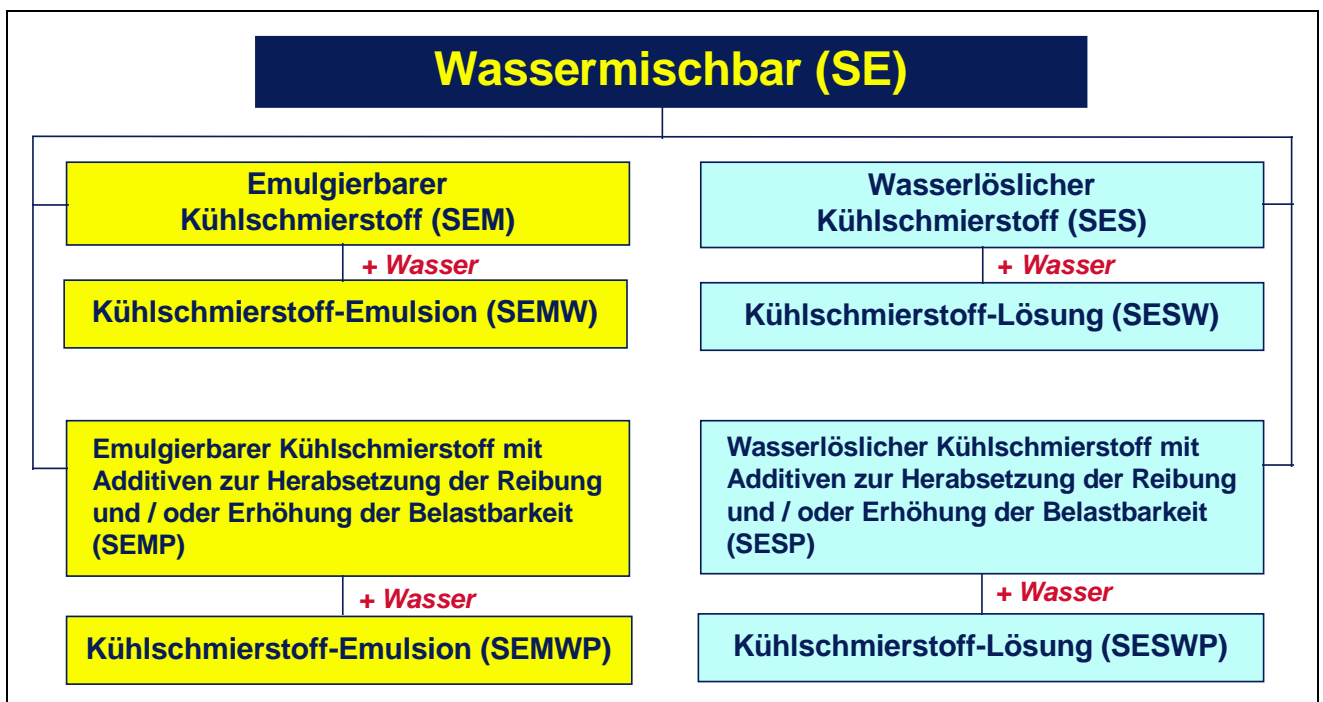 Wassermischbar (SE)
Emulgierbarer
Kühlschmierstoff (SEM)
+ Wasser
Kühlschmierstoff-Emulsion (SEMW)
Emulgierbarer Kühlschmierstoff mit
Additiven zur Herabsetzung der Reibung
und / oder Erhöhung der Belastbarkeit
(SEMP)
+ Wasser
Kühlschmierstoff-Emulsion (SEMWP)
Wasserlöslicher
Kühlschmierstoff (SES)
+ Wasser
Kühlschmierstoff-Lösung (SESW)
Wasserlöslicher Kühlschmierstoff mit
Additiven zur Herabsetzung der Reibung
und / oder Erhöhung der Belastbarkeit
(SESP)
+ Wasser
Kühlschmierstoff-Lösung (SESWP)